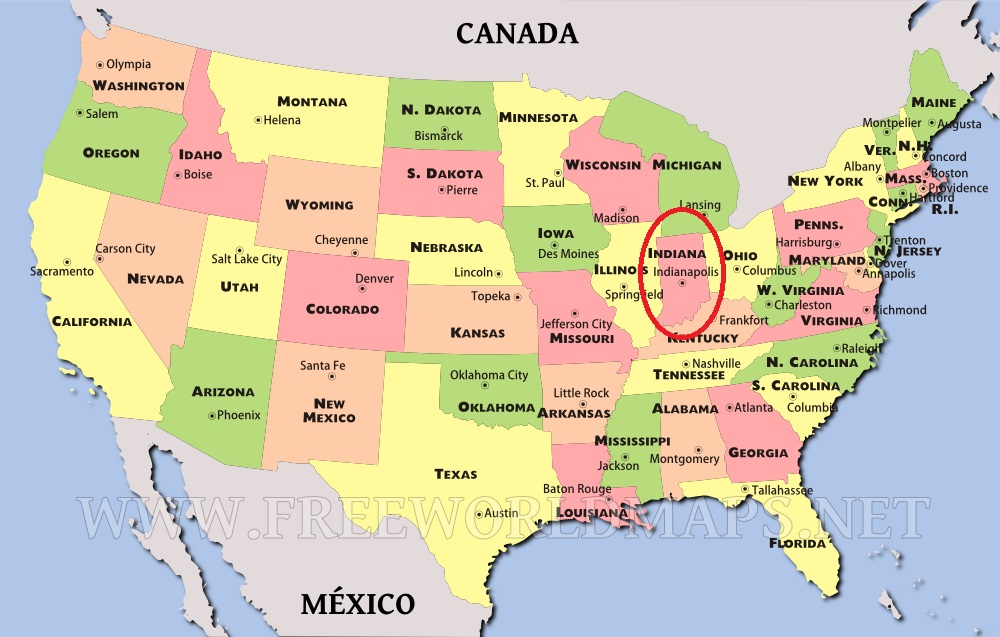 CANADA
Olympia
WASHINGTON
Salem
OREGON
IDAHO
Boise
MONTANA
Helena
N. DAKOTA
Bismarck
S. DAKOTA
Pierre
MINNESOTA
St. Paul
WISCONSIN
Madison
MICHIGAN
Lansing
MAINE
Augusta
Montpelier
VER.
N.H.
Concord
Albany
NEW YORK
MASS.
Boston
Providence
CONN.
Hartford
R.I.
WYOMING
Cheyenne
NEBRASKA
Lincoln
IOWA
Des Moines
ILLINOIS
Springfield
INDIANA
Indianapolis
OHIO
Columbus
PENNS.
Harrisburg
Trenton
N. JERSEY
MARYLAND
Dover
Annapolis
W. VIRGINIA
Charleston
VIRGINIA
Richmond
Carson City
Sacramento
NEVADA
CALIFORNIA
Salt Lake City
UTAH
Denver
COLORADO
Topeka
KANSAS
Jefferson City
MISSOURI
Frankfort
KENTUCKY
Nashville
TENNESSEE
Raleigh
N. CAROLINA
S. CAROLINA
Columbia
ARIZONA
Phoenix
Santa Fe
NEW
MEXICO
Oklahoma City
OKLAHOMA
Little Rock
ARKANSAS
MISSISSIPPI
Jackson
ALABAMA
Montgomery
Atlanta
GEORGIA
TEXAS
Austin
Baton Rouge
LOUISIANA
Tallahassee
FLORIDA
WWW.FREEWORLDMAPS.NET
MÉXICO